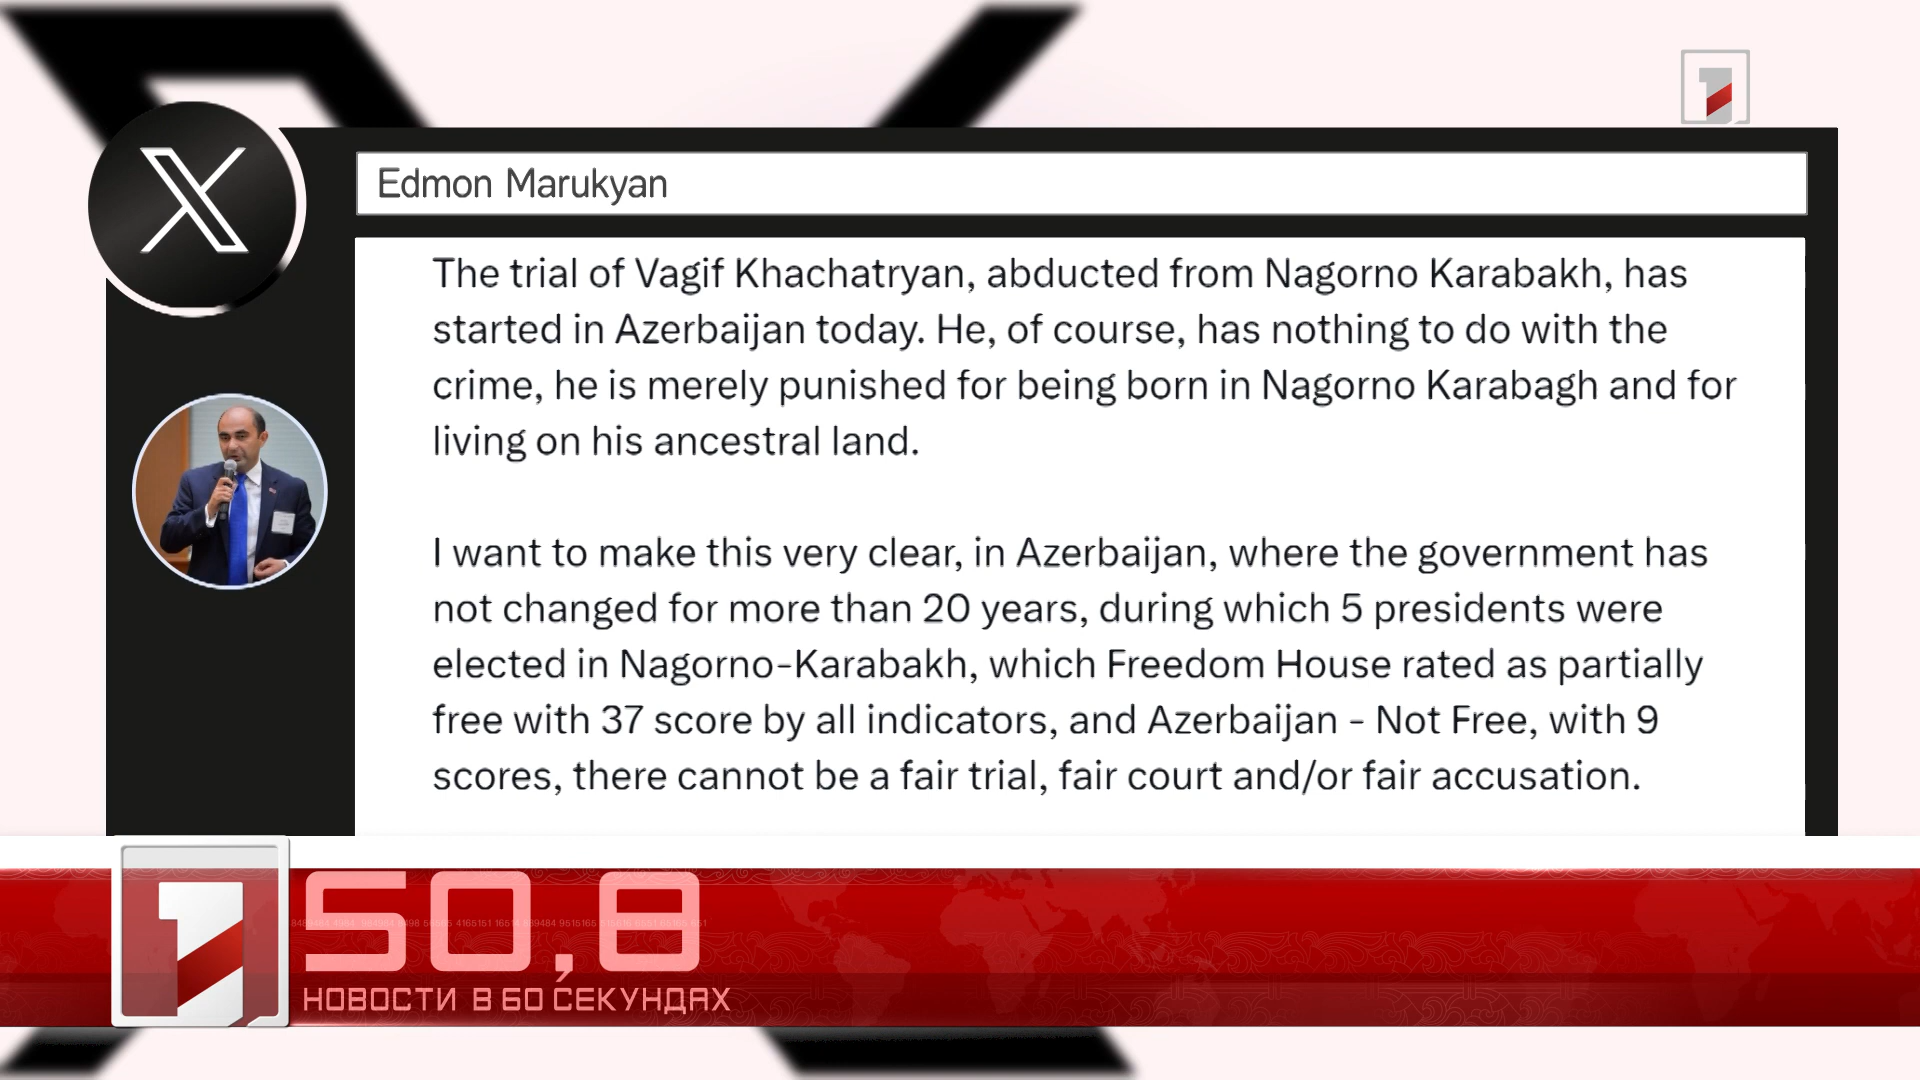 Edmon Marukyan
The trial of Vagif Khachatryan, abducted from Nagorno Karabakh, has
started in Azerbaijan today. He, of course, has nothing to do with the
crime, he is merely punished for being born in Nagorno Karabagh and for
living on his ancestral land.
I want to make this very clear, in Azerbaijan, where the government has
not changed for more than 20 years, during which 5 presidents were
elected in Nagorno-Karabakh, which Freedom House rated as partially
free with 37 score by all indicators, and Azerbaijan - Not Free, with 9
scores, there cannot be a fair trial, fair court and/or fair accusation.
50,8
НОВОСТИ В 60 СЕКУНДАХ